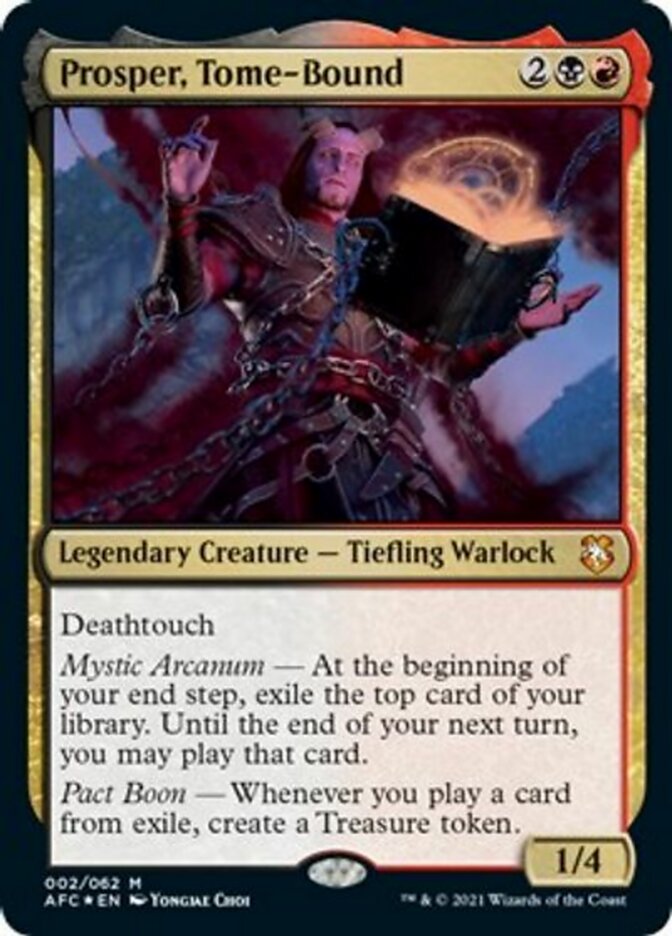 Prosper, Tome-Bound 2
Legendary Creature — Tiefling Warlock
Deathtouch
Mystic Arcanum — At the beginning of
your end step, exile the top card of your
library. Until the end of your next turn,
you may play that card.
Pact Boon — Whenever you play a card
from exile, create a Treasure token.
1/4
002/062 M
AFC★EN Yongjae Choi
™ & © 2021 Wizards of the Coast